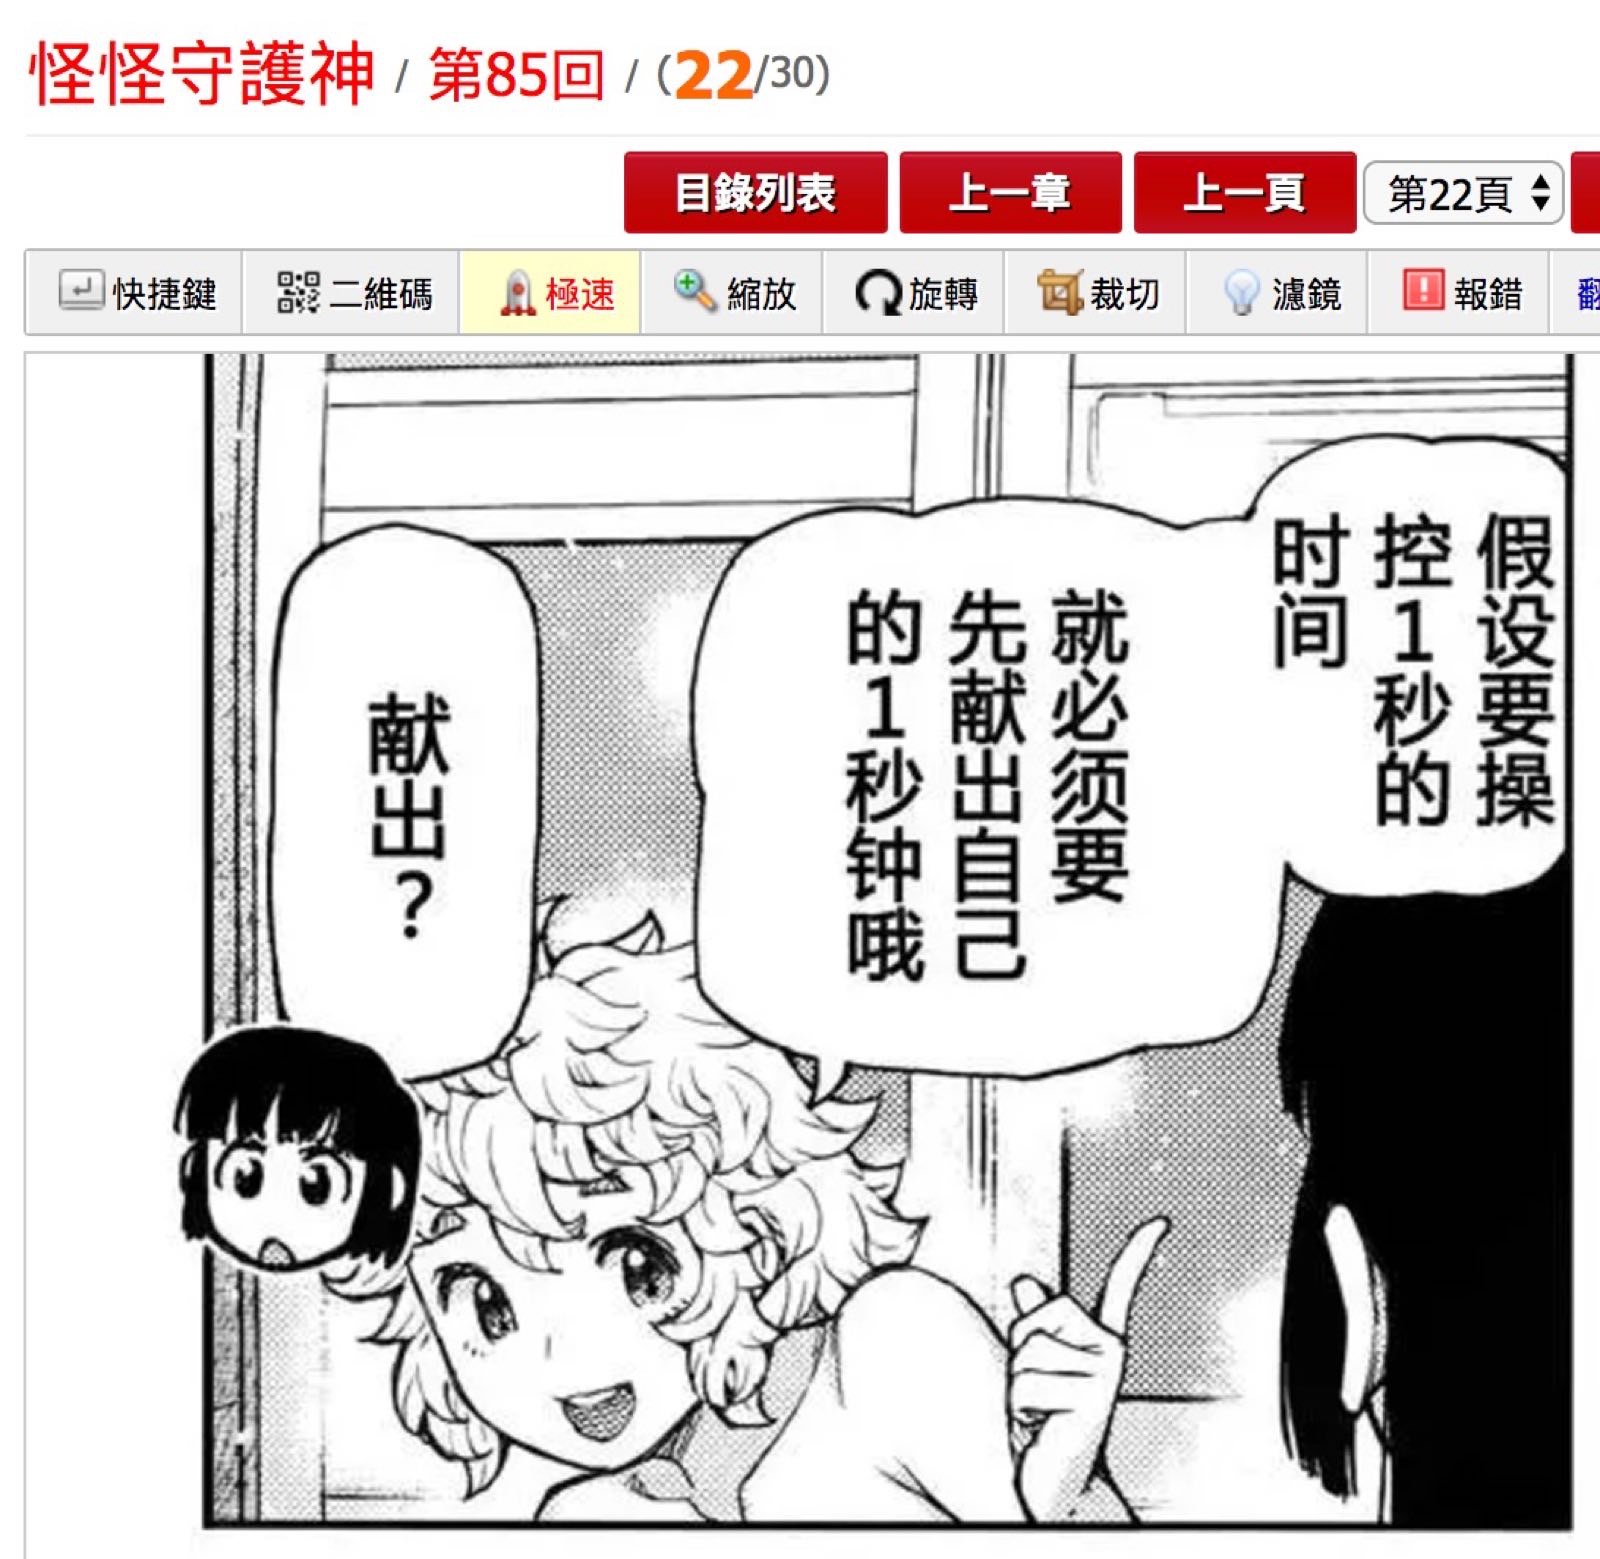 怪怪守護神 / 第85回 / (22/30)
目錄列表
上一章
上一頁
第22頁
快捷鍵
二維碼
極速
縮放
旋轉
裁切
濾鏡
報錯
假设要操
控1秒的
时间
就必须要
先献出自己
的1秒钟哦
献出？